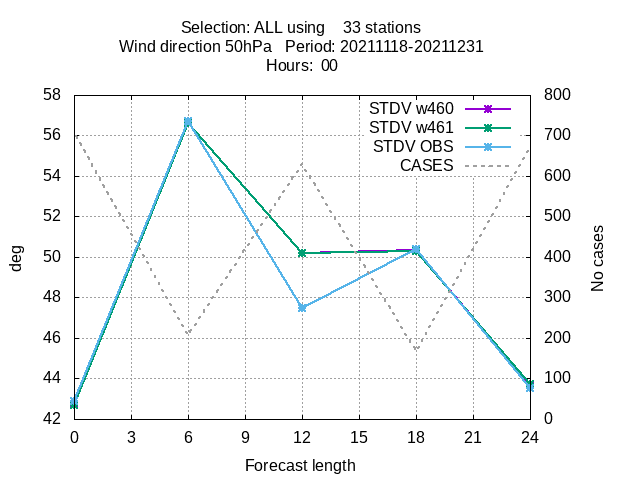 Selection: ALL using    33 stations
Wind direction 50hPa   Period: 20211118-20211231
Hours:  00
STDV w460
STDV w461
STDV OBS
CASES
58
56
54
52
50
48
46
44
42
deg
800
700
600
500
400
300
200
100
0
No cases
0 3 6 9 12 15 18 21 24
Forecast length